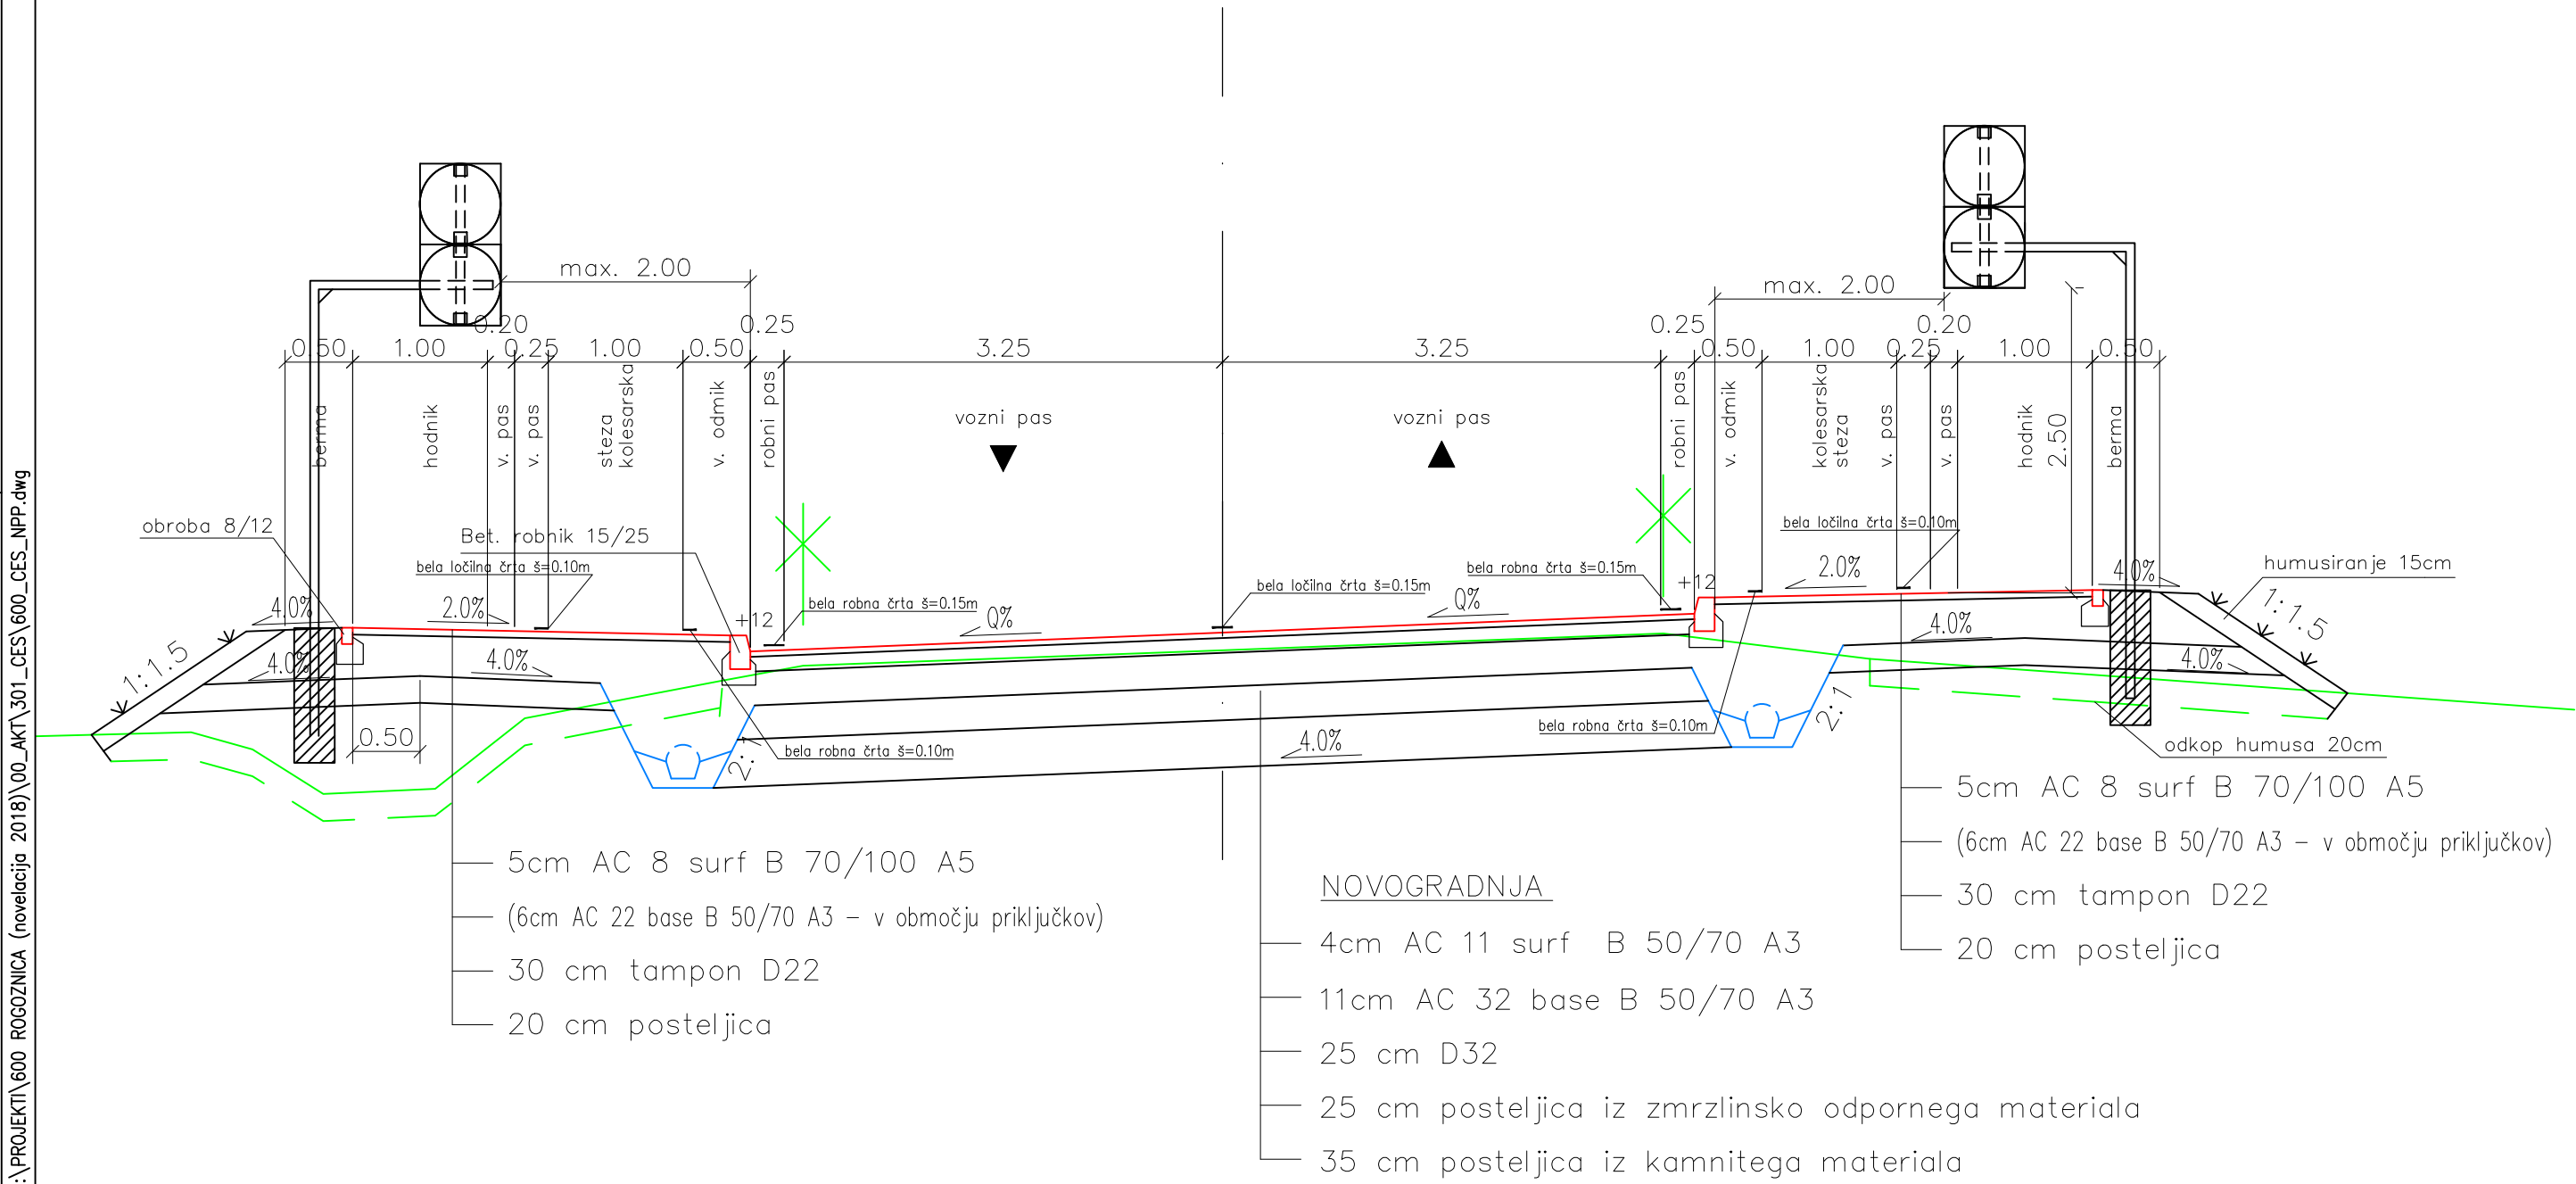 :\PROJEKTI\600 ROGOZNICA (novelacija 2018)\00_AKT\301_CES\600_CES_NPP.dwg
max. 2.00
max. 2.00
0.20
0.25
0.25
0.20
0.50
1.00
0.25
1.00
0.50
3.25
3.25
0.50
1.00
0.25
1.00
0.50
berma
hodnik
v. pas
v. pas
kolesarska
steza
v. odmik
robni pas
vozni pas
vozni pas
robni pas
v. odmik
kolesarska
steza
v. pas
v. pas
hodnik
2.50
berma
obroba 8/12
Bet. robnik 15/25
bela ločilna črta š=0.10m
bela robna črta š=0.15m
bela ločilna črta š=0.15m
bela robna črta š=0.15m
bela ločilna črta š=0.10m
humusiranje 15cm
4.0%
2.0%
+12
Q%
Q%
+12
2.0%
4.0%
1:1.5
4.0%
4.0%
4.0%
4.0%
1:1.5
0.50
2:1
bela robna črta š=0.10m
4.0%
bela robna črta š=0.10m
2:1
odkop humusa 20cm
5cm AC 8 surf B 70/100 A5
(6cm AC 22 base B 50/70 A3 – v območju priključkov)
30 cm tampon D22
20 cm posteljica
NOVOGRADNJA
4cm AC 11 surf B 50/70 A3
11cm AC 32 base B 50/70 A3
25 cm D32
25 cm posteljica iz zmrzlinsko odpornega materiala
35 cm posteljica iz kamnitega materiala
5cm AC 8 surf B 70/100 A5
(6cm AC 22 base B 50/70 A3 – v območju priključkov)
30 cm tampon D22
20 cm posteljica